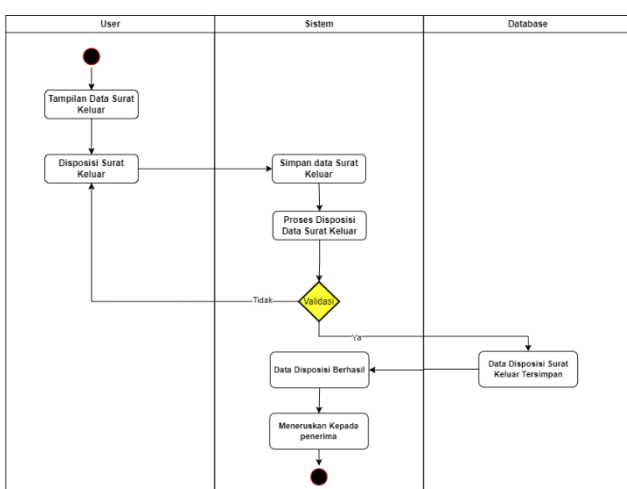 User
Sistem
Database
Tampilan Data Surat
Keluar
Disposisi Surat
Keluar
Simpan data Surat
Keluar
Proses Disposisi
Data Surat Keluar
Validasi
Tidak
Ya
Data Disposisi Surat
Keluar Tersimpan
Data Disposisi Berhasil
Meneruskan Kepada
penerima